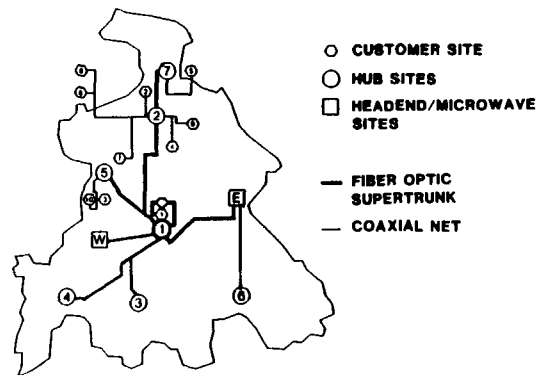 CUSTOMER SITE
HUB SITES
HEADEND/MICROWAVE
SITES
FIBER OPTIC
SUPERTRUNK
COAXIAL NET
7
2
5
E
1
W
4
3
6